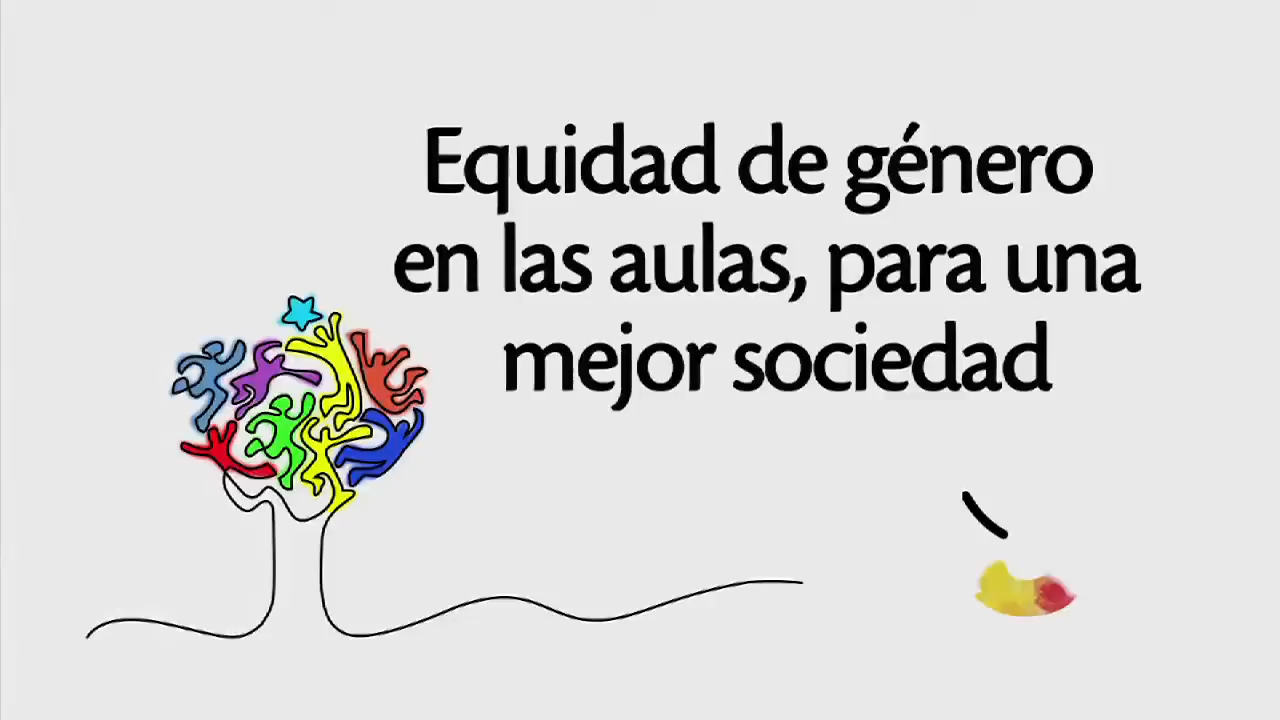 Equidad de género
en las aulas, para una
mejor sociedad